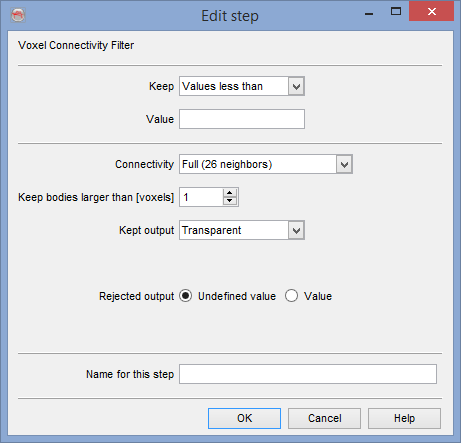 Edit step
Voxel Connectivity Filter
Keep Values less than
Value
Connectivity Full (26 neighbors)
Keep bodies larger than [voxels] 1
Kept output Transparent
Rejected output Undefined value Value
Name for this step
OK Cancel Help